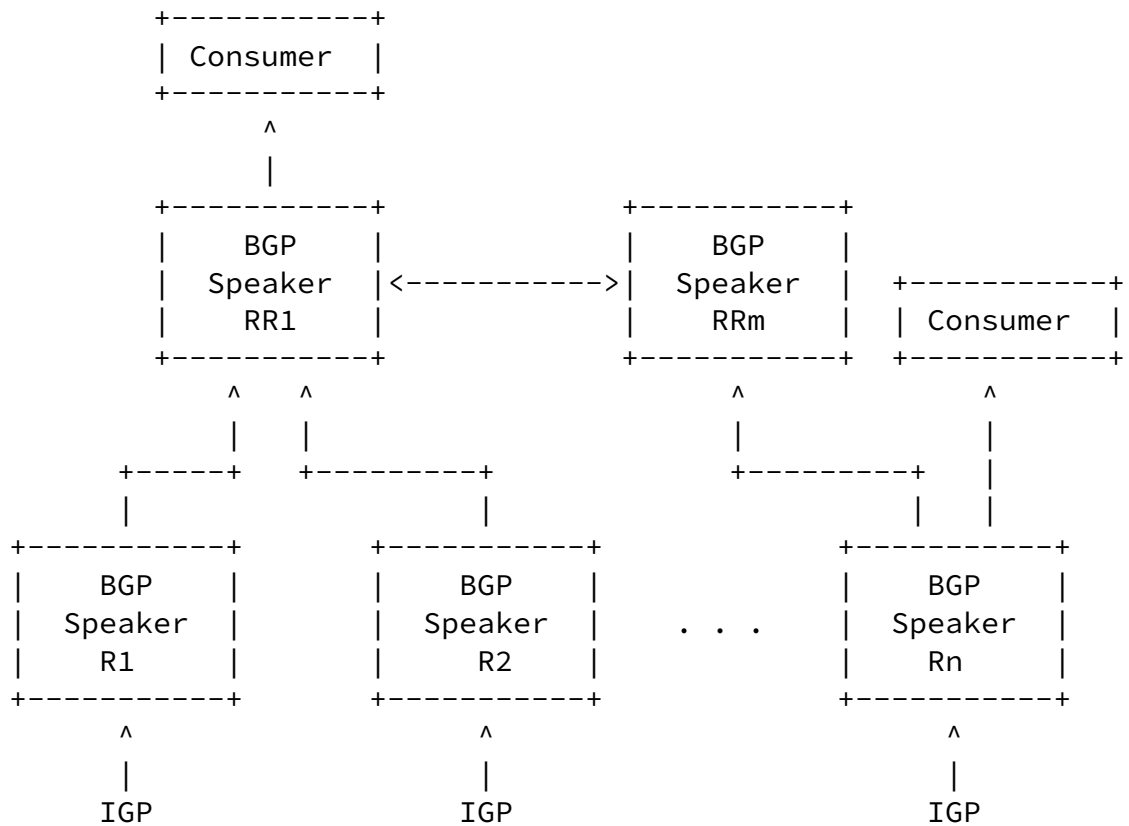 Consumer
BGP BGP
Speaker Speaker
RR1 RRm Consumer
BGP BGP BGP
Speaker Speaker . . . Speaker
R1 R2 Rn
IGP IGP IGP